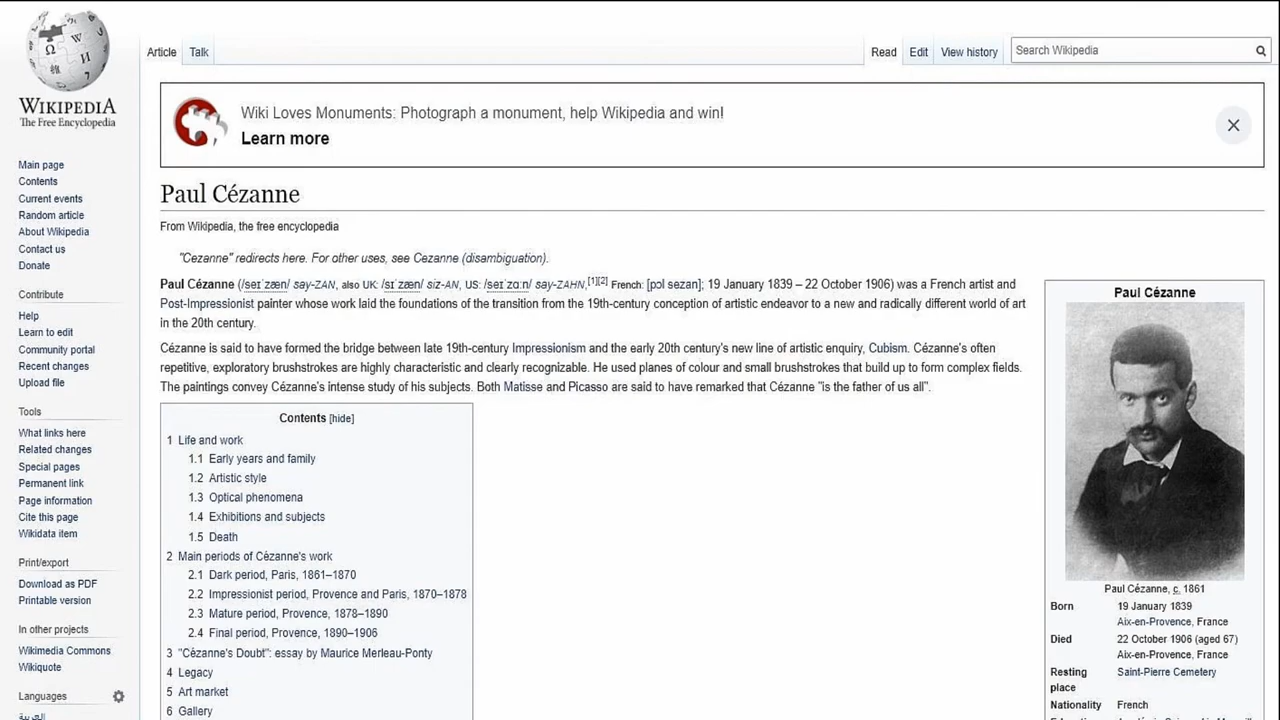 WIKIPEDIA
The Free Encyclopedia
Main page
Contents
Current events
Random article
About Wikipedia
Contact us
Donate
Contribute
Help
Learn to edit
Community portal
Recent changes
Upload file
Tools
What links here
Related changes
Special pages
Permanent link
Page information
Cite this page
Wikidata item
Print/export
Download as PDF
Printable version
In other projects
Wikimedia Commons
Wikiquote
Languages
العربية
Article Talk
Read Edit View history Search Wikipedia
Wiki Loves Monuments: Photograph a monument, help Wikipedia and win!
Learn more
Paul Cézanne
From Wikipedia, the free encyclopedia
"Cezanne" redirects here. For other uses, see Cezanne (disambiguation).
Paul Cézanne (/seɪˈzæn/ say-ZAN, also UK: /sɪˈzæn/ siz-AN, US: /seɪˈzɑːn/ say-ZAHN,[1][2] French: [pɔl sezan]; 19 January 1839 – 22 October 1906) was a French artist and
Post-Impressionist painter whose work laid the foundations of the transition from the 19th-century conception of artistic endeavor to a new and radically different world of art
in the 20th century.
Cézanne is said to have formed the bridge between late 19th-century Impressionism and the early 20th century's new line of artistic enquiry, Cubism. Cézanne's often
repetitive, exploratory brushstrokes are highly characteristic and clearly recognizable. He used planes of colour and small brushstrokes that build up to form complex fields.
The paintings convey Cézanne's intense study of his subjects. Both Matisse and Picasso are said to have remarked that Cézanne "is the father of us all".
Contents [hide]
1 Life and work
1.1 Early years and family
1.2 Artistic style
1.3 Optical phenomena
1.4 Exhibitions and subjects
1.5 Death
2 Main periods of Cézanne's work
2.1 Dark period, Paris, 1861–1870
2.2 Impressionist period, Provence and Paris, 1870–1878
2.3 Mature period, Provence, 1878–1890
2.4 Final period, Provence, 1890–1906
3 "Cézanne's Doubt": essay by Maurice Merleau-Ponty
4 Legacy
5 Art market
6 Gallery
Paul Cézanne
Paul Cézanne, c. 1861
Born 19 January 1839
Aix-en-Provence, France
Died 22 October 1906 (aged 67)
Aix-en-Provence, France
Resting place Saint-Pierre Cemetery
Nationality French